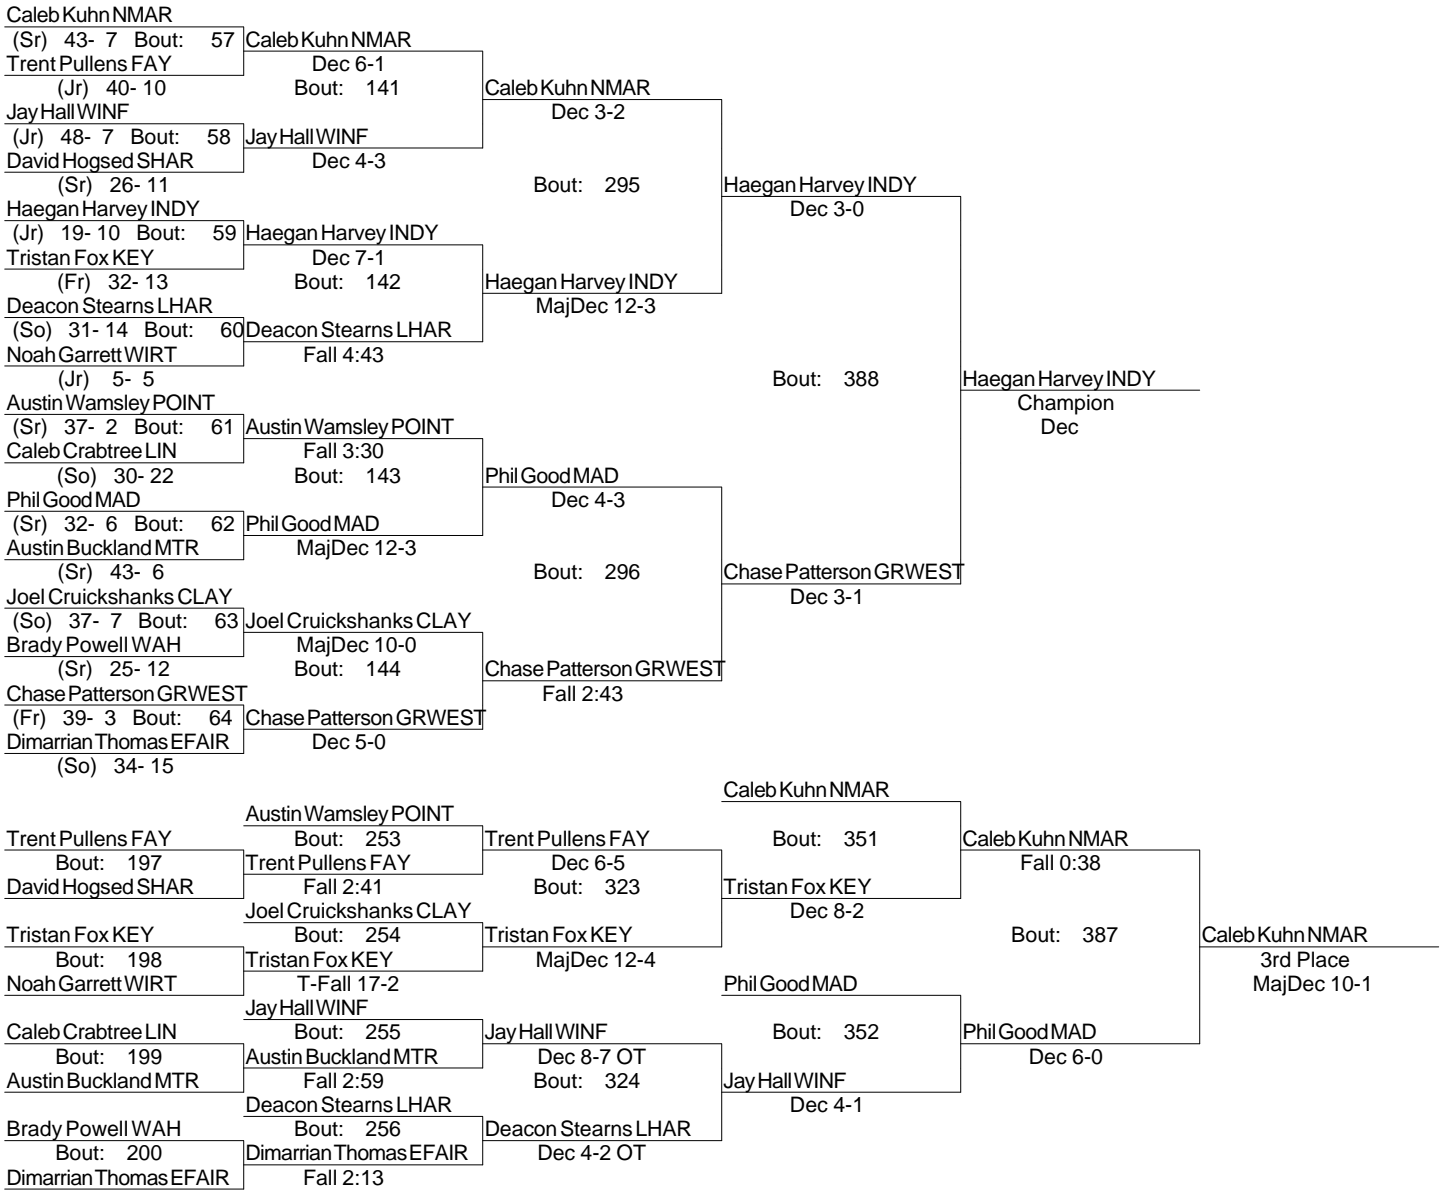 Caleb Kuhn NMAR
(Sr) 43- 7 Bout: 57 Caleb Kuhn NMAR
Trent Pullens FAY Dec 6-1
(Jr) 40- 10 Bout: 141 Caleb Kuhn NMAR
Jay Hall WINF Dec 3-2
(Jr) 48- 7 Bout: 58 Jay Hall WINF
David Hogsed SHAR Dec 4-3
(Sr) 26- 11 Bout: 295 Haegan Harvey INDY
Haegan Harvey INDY Dec 3-0
(Jr) 19- 10 Bout: 59 Haegan Harvey INDY
Tristan Fox KEY Dec 7-1
(Fr) 32- 13 Bout: 142 Haegan Harvey INDY
Deacon Stearns LHAR MajDec 12-3
(So) 31- 14 Bout: 60 Deacon Stearns LHAR
Noah Garrett WIRT Fall 4:43
(Jr) 5- 5 Bout: 388 Haegan Harvey INDY
Austin Wamsley POINT Champion
(Sr) 37- 2 Bout: 61 Austin Wamsley POINT Dec
Caleb Crabtree LIN Fall 3:30
(So) 30- 22 Bout: 143 Phil Good MAD
Phil Good MAD Dec 4-3
(Sr) 32- 6 Bout: 62 Phil Good MAD
Austin Buckland MTR MajDec 12-3
(Sr) 43- 6 Bout: 296 Chase Patterson GRWEST
Joel Cruickshanks CLAY Dec 3-1
(So) 37- 7 Bout: 63 Joel Cruickshanks CLAY
Brady Powell WAH MajDec 10-0
(Sr) 25- 12 Bout: 144 Chase Patterson GRWEST
Chase Patterson GRWEST Fall 2:43
(Fr) 39- 3 Bout: 64 Chase Patterson GRWEST
Dimarrian Thomas EFAIR Dec 5-0
(So) 34- 15
Caleb Kuhn NMAR
Austin Wamsley POINT
Trent Pullens FAY Bout: 253 Trent Pullens FAY Bout: 351 Caleb Kuhn NMAR
Bout: 197 Trent Pullens FAY Dec 6-5 Fall 0:38
David Hogsed SHAR Fall 2:41 Bout: 323 Tristan Fox KEY
Joel Cruickshanks CLAY Dec 8-2
Tristan Fox KEY Bout: 254 Tristan Fox KEY Bout: 387 Caleb Kuhn NMAR
Bout: 198 Tristan Fox KEY MajDec 12-4 3rd Place
Noah Garrett WIRT T-Fall 17-2 Phil Good MAD MajDec 10-1
Jay Hall WINF
Caleb Crabtree LIN Bout: 255 Jay Hall WINF Bout: 352 Phil Good MAD
Bout: 199 Austin Buckland MTR Dec 8-7 OT Dec 6-0
Austin Buckland MTR Fall 2:59 Bout: 324 Jay Hall WINF
Deacon Stearns LHAR Dec 4-1
Brady Powell WAH Bout: 256 Deacon Stearns LHAR
Bout: 200 Dimarrian Thomas EFAIR Dec 4-2 OT
Dimarrian Thomas EFAIR Fall 2:13